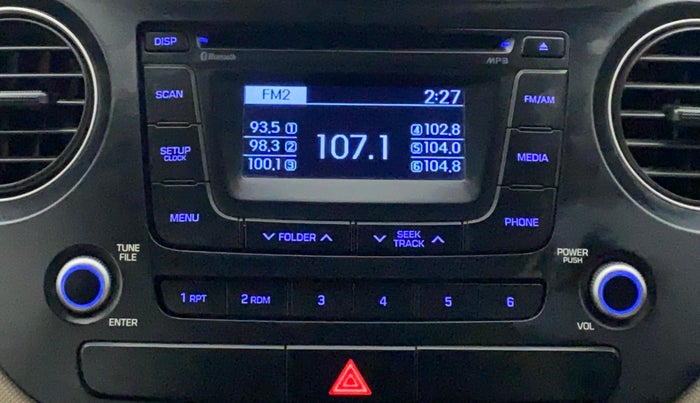 DISP
Bluetooth
MP3
SCAN
FM2 2:27
FM/AM
93.5 1
98.3 2
100.1 3
107.1
4 102.8
5 104.0
6 104.8
SETUP
CLOCK
MEDIA
MENU
FOLDER
SEEK
TRACK
PHONE
TUNE
FILE
POWER
PUSH
1 RPT 2 RDM 3 4 5 6
ENTER
VOL